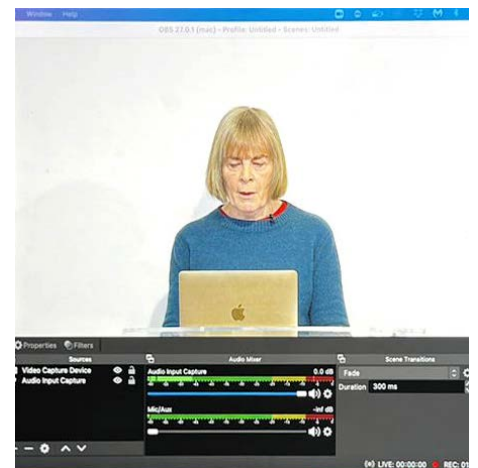 Window Help
OBS 27.0.1 (mac) - Profile: Untitled - Scenes: Untitled
Properties Filters
Sources Audio Mixer Scene Transitions
Video Capture Device Audio Input Capture 0.0 dB Fade
Audio Input Capture
Duration 300 ms
Mic/Aux -inf dB
LIVE: 00:00:00 REC: 01